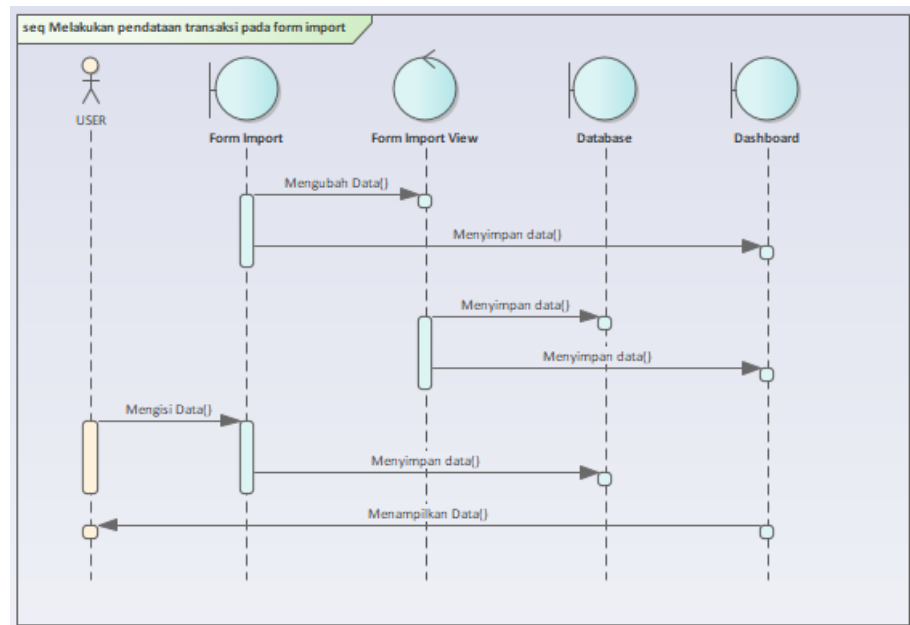 seq Melakukan pendataan transaksi pada form import
USER
Form Import
Form Import View
Database
Dashboard
Mengubah Data()
Menyimpan data()
Menyimpan data()
Menyimpan data()
Mengisi Data()
Menyimpan data()
Menampilkan Data()